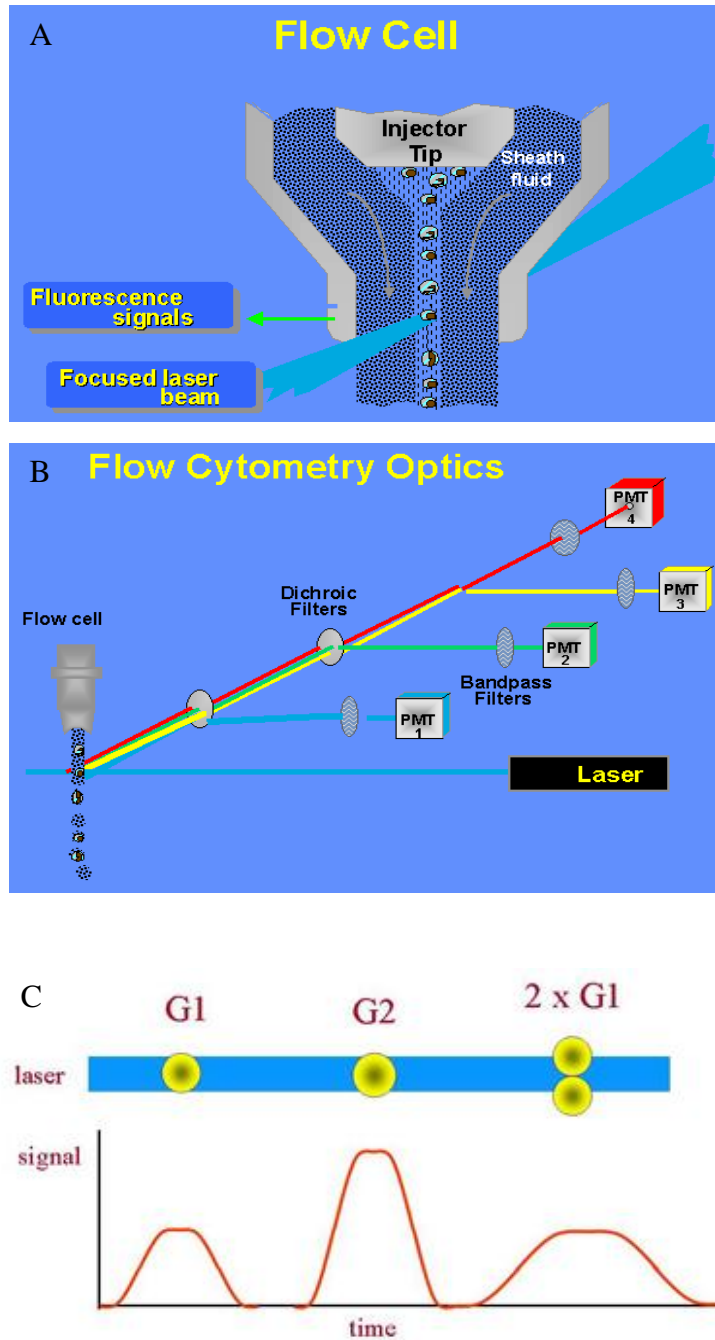 A
Flow Cell
Injector
Tip
Sheath
fluid
Fluorescence
signals
Focused laser
beam
B
Flow Cytometry Optics
PMT
4
Dichroic
Filters
PMT
3
Flow cell
PMT
2
Bandpass
Filters
PMT
1
Laser
C
G1
G2
2 x G1
laser
signal
time